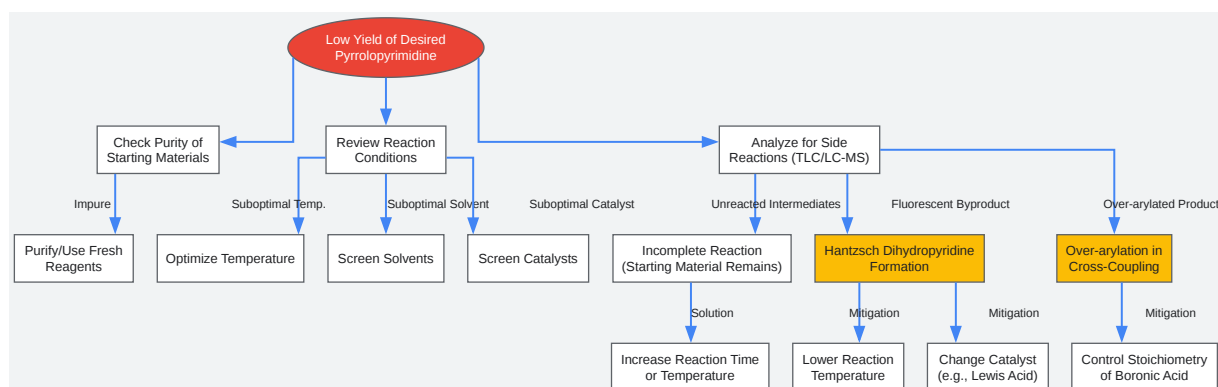 Low Yield of Desired
Pyrrolopyrimidine
Check Purity of
Starting Materials
Review Reaction
Conditions
Analyze for Side
Reactions (TLC/LC-MS)
Impure
Suboptimal Temp.
Suboptimal Solvent
Suboptimal Catalyst
Unreacted Intermediates
Fluorescent Byproduct
Over-arylated Product
Purify/Use Fresh
Reagents
Optimize Temperature
Screen Solvents
Screen Catalysts
Incomplete Reaction
(Starting Material Remains)
Hantzsch Dihydropyridine
Formation
Over-arylation in
Cross-Coupling
Solution
Mitigation
Mitigation
Mitigation
Increase Reaction Time
or Temperature
Lower Reaction
Temperature
Change Catalyst
(e.g., Lewis Acid)
Control Stoichiometry
of Boronic Acid